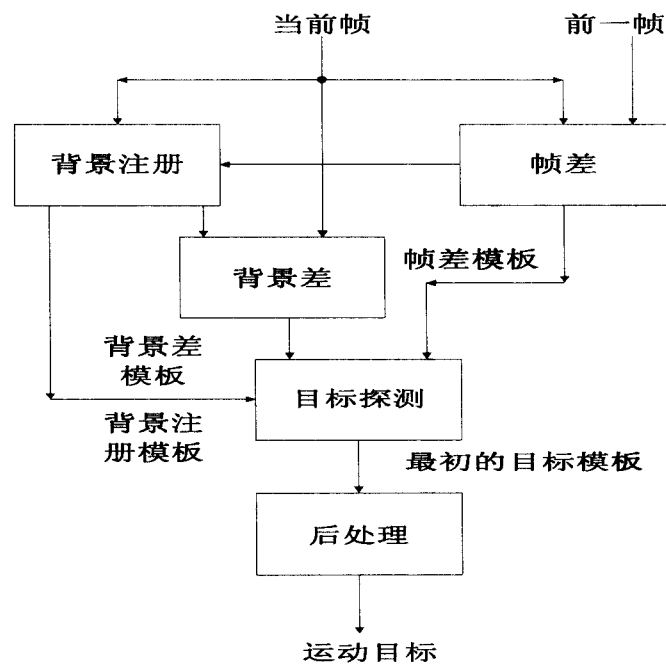 当前帧
前一帧
背景注册
帧差
背景差
帧差模板
背景差
模板
目标探测
背景注
册模板
最初的目标模板
后处理
运动目标